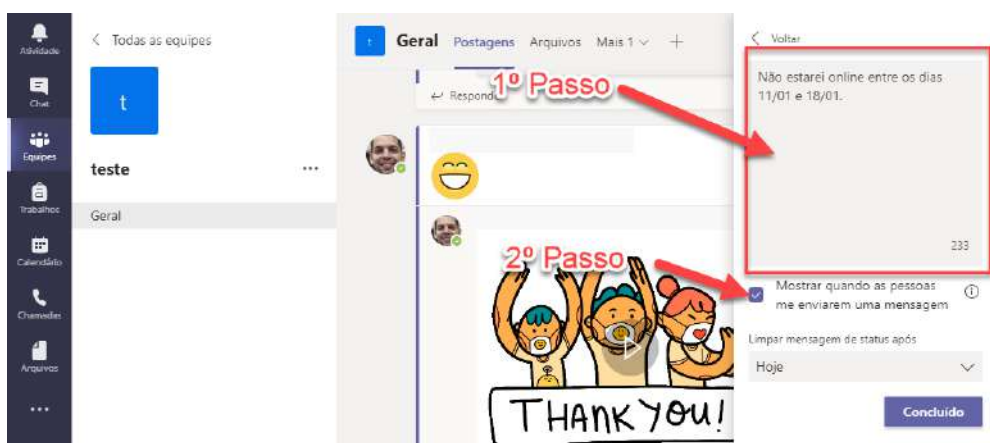 Atividade
Chat
Equipes
Trabalhos
Calendário
Chamadas
Arquivos
Todas as equipes
t
teste
Geral
t
Geral Postagens Arquivos Mais 1
Responder
1º Passo
2º Passo
THANK YOU!
Voltar
Não estarei online entre os dias
11/01 e 18/01.
233
Mostrar quando as pessoas
me enviarem uma mensagem
Limpar mensagem de status após
Hoje
Concluído